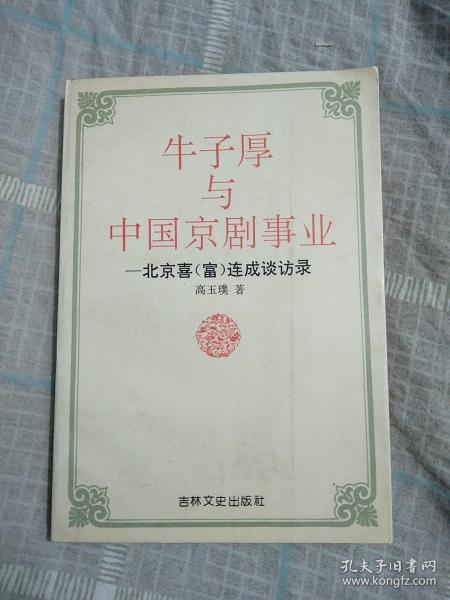 牛子厚
与
中国京剧事业
—北京喜(富)连成谈访录
高玉璞 著
吉林文史出版社
孔夫子旧书网
www.kongfz.com